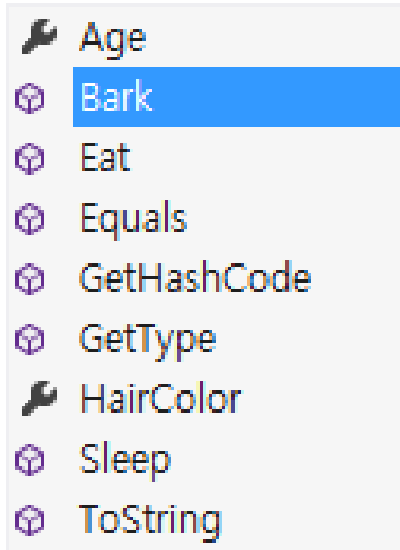 Age
Bark
Eat
Equals
GetHashCode
GetType
HairColor
Sleep
ToString